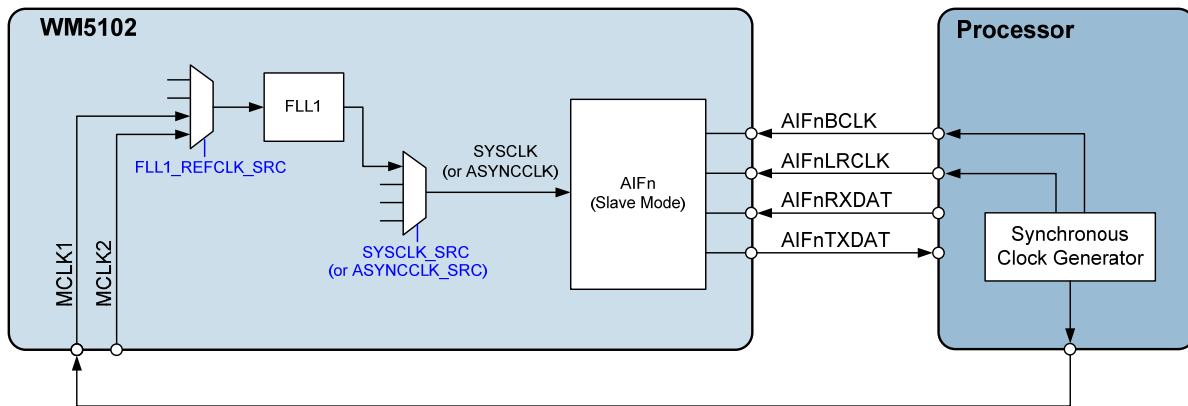 WM5102
Processor
FLL1
FLL1_REFCLK_SRC
MCLK1
MCLK2
SYSCLK
(or ASYNCCLK)
SYSCLK_SRC
(or ASYNCCLK_SRC)
AIFn
(Slave Mode)
AIFnBCLK
AIFnLRCLK
AIFnRXDAT
AIFnTXDAT
Synchronous
Clock Generator